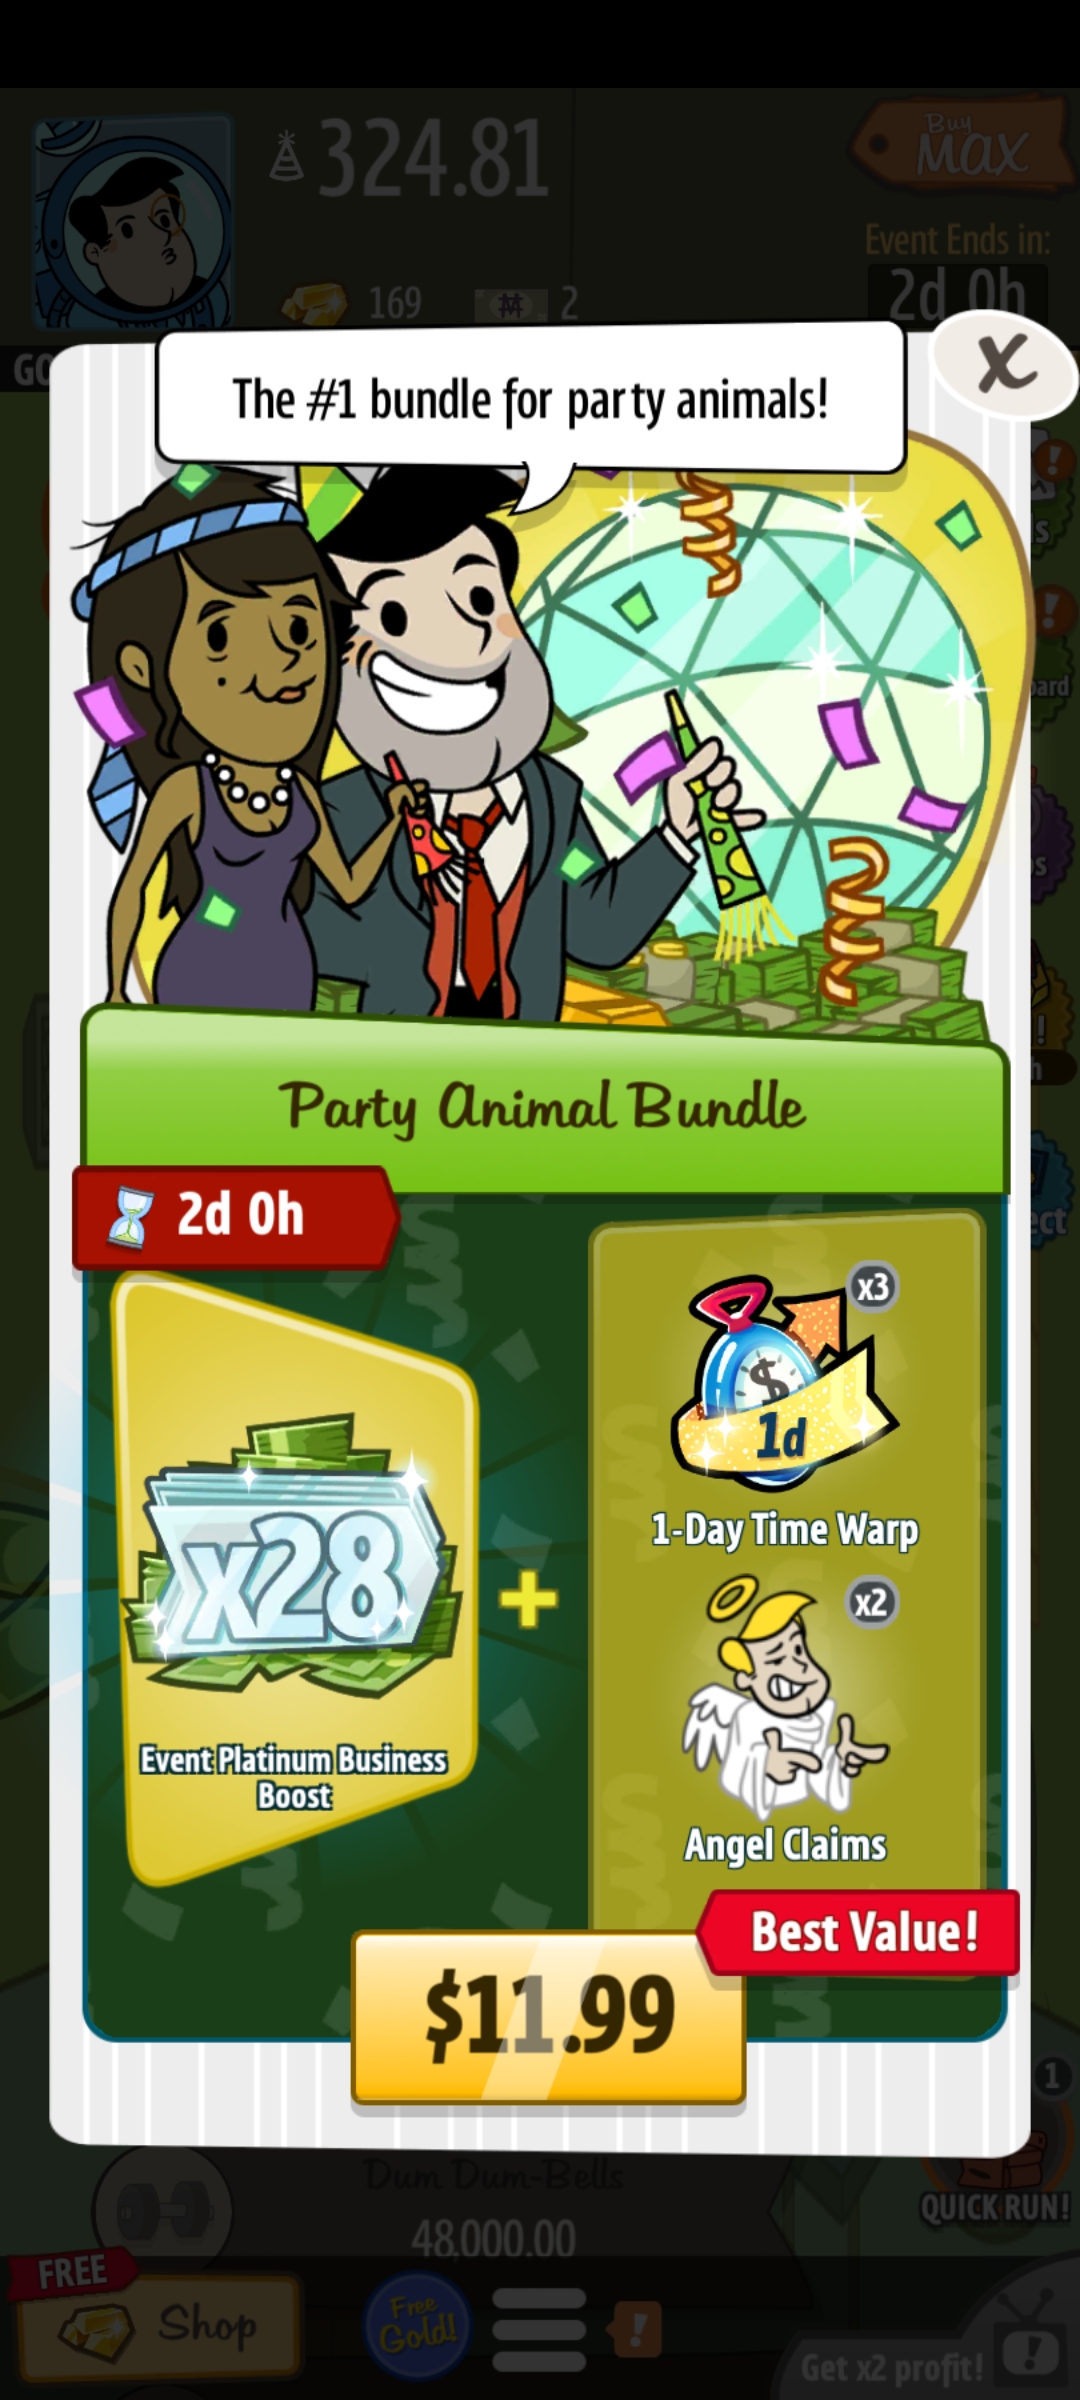 324.81
Buy
MAX
Event Ends in:
2d 0h
169
2
GO
X
The #1 bundle for party animals!
Party Animal Bundle
2d 0h
x3
1d
1-Day Time Warp
x28
+
x2
Event Platinum Business
Boost
Angel Claims
Best Value!
$11.99
1
Dum Dum-Bells
48,000.00
QUICK RUN!
FREE
Shop
Free
Gold!
!
Get x2 profit!
!